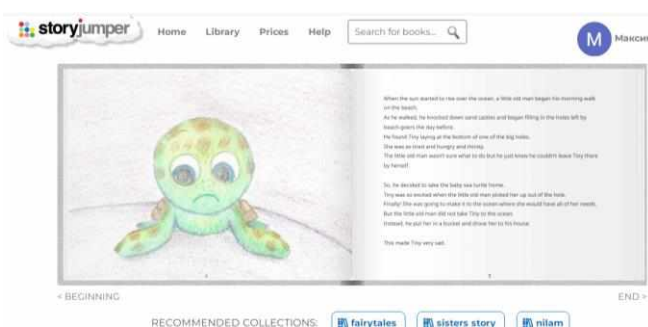 storyjumper Home Library Prices Help Search for books... M Максим
When the sun started to rise over the ocean, a little old man began his morning walk
on the beach.
As he walked, he knocked down sand castles and began filling in the holes left by
beach goers the day before.
He found Tiny laying at the bottom of one of the big holes.
She was so tired and hungry and thirsty.
The little old man wasn't sure what to do but he just knew he couldn't leave Tiny there
by herself.
So, he decided to take the baby sea turtle home.
Tiny was so excited when the little old man picked her up out of the hole.
Finally! She was going to make it to the ocean where she would have all of her needs.
But the little old man did not take Tiny to the ocean.
Instead, he put her in a bucket and drove her to his house.
This made Tiny very sad.
< BEGINNING END >
RECOMMENDED COLLECTIONS: fairytales sisters story nilam